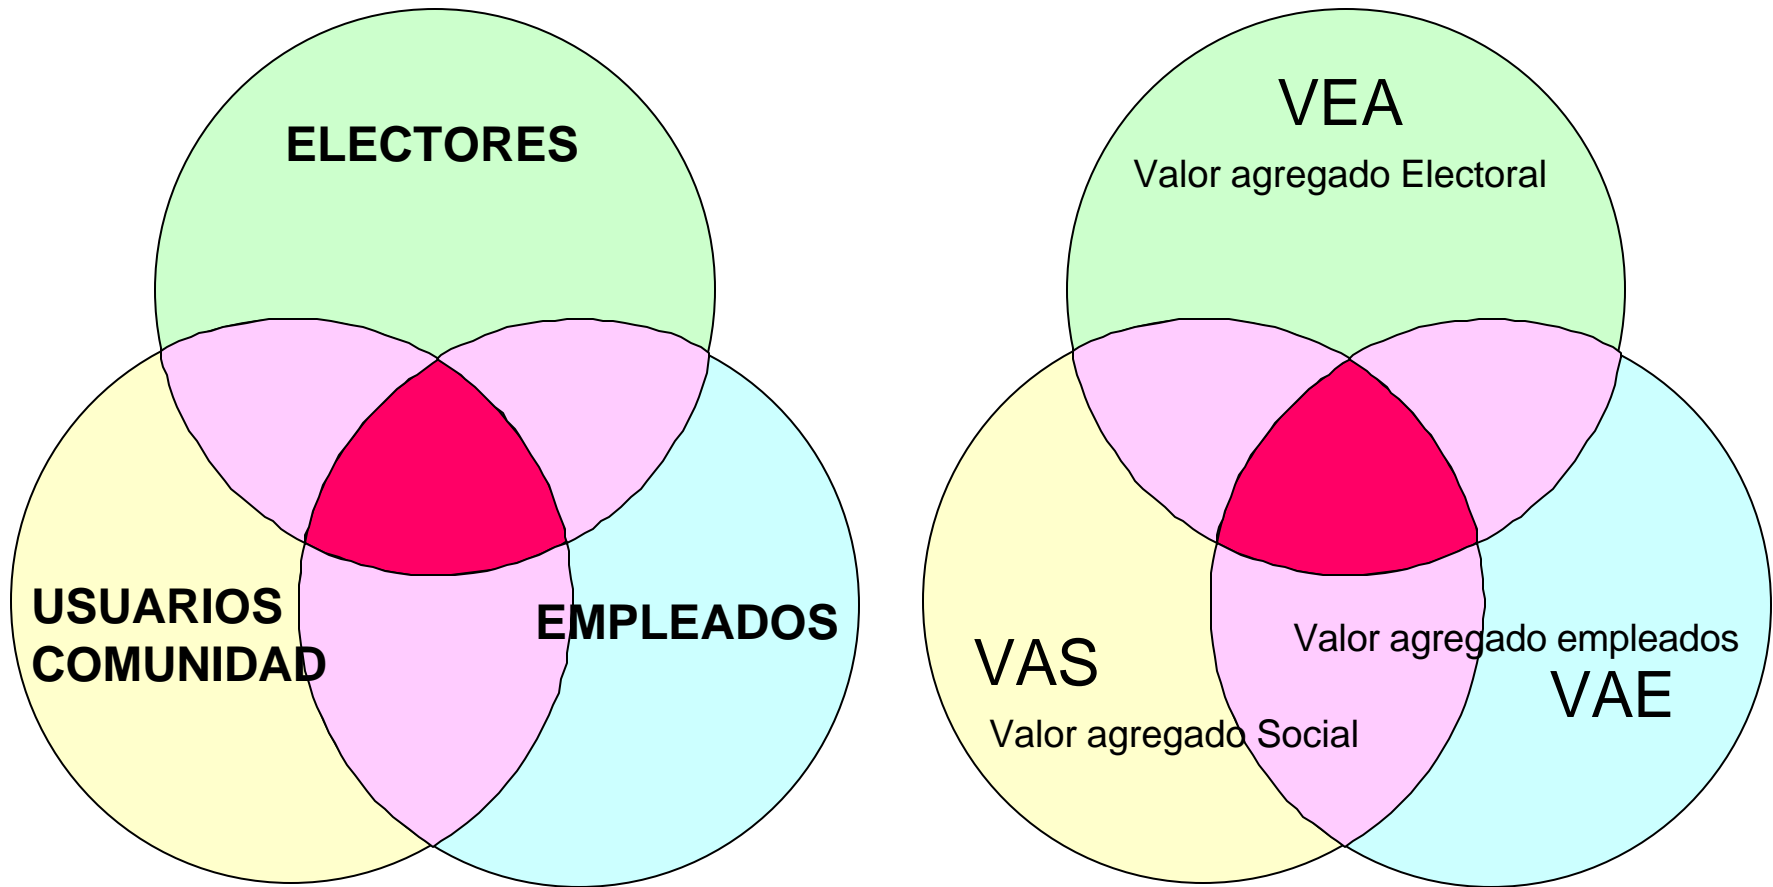 ELECTORES
USUARIOS
COMUNIDAD
EMPLEADOS
VEA
Valor agregado Electoral
VAS
Valor agregado Social
Valor agregado empleados
VAE